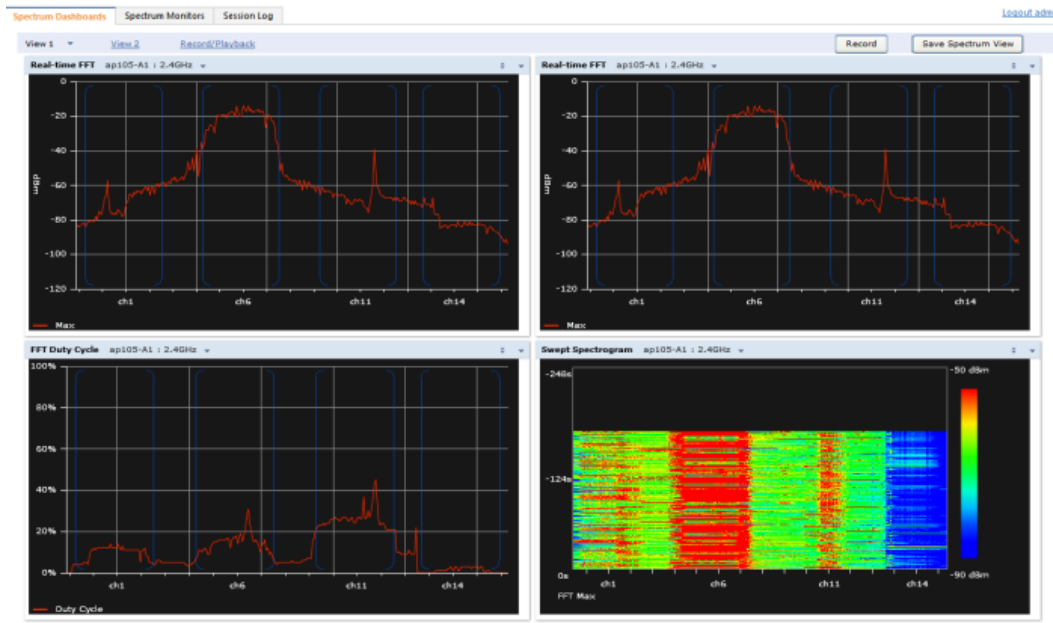 Spectrum Dashboards Spectrum Monitors Session Log Logout adm
View 1 View 2 Record/Playback Record Save Spectrum View
Real-time FFT ap105-A1 : 2.4GHz
0
-20
-40
-60
-80
-100
-120
dBm
ch1 ch6 ch11 ch14
Max
Real-time FFT ap105-A1 : 2.4GHz
0
-20
-40
-60
-80
-100
-120
dBm
ch1 ch6 ch11 ch14
Max
FFT Duty Cycle ap105-A1 : 2.4GHz
100%
80%
60%
40%
20%
0%
ch1 ch6 ch11 ch14
Duty Cycle
Swept Spectrogram ap105-A1 : 2.4GHz
-248s
-124s
0s
ch1 ch6 ch11 ch14
FFT Max
-50 dBm
-90 dBm